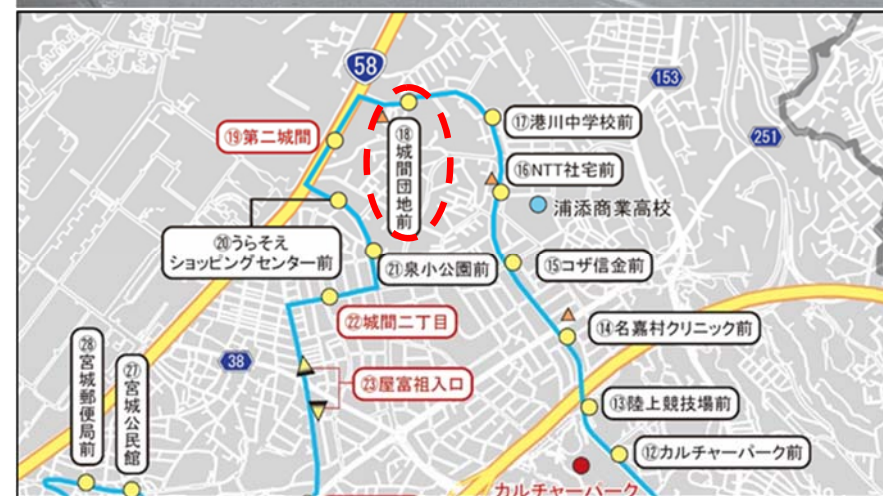 58
153
251
⑲第二城間
⑱城間団地前
⑰港川中学校前
⑯NTT社宅前
浦添商業高校
⑳うらそえ
ショッピングセンター前
㉑泉小公園前
⑮コザ信金前
㉒城間二丁目
⑭名嘉村クリニック前
38
㉓屋富祖入口
㉘宮城郵便局前
㉗宮城公民館
⑬陸上競技場前
⑫カルチャーパーク前
カルチャーパーク